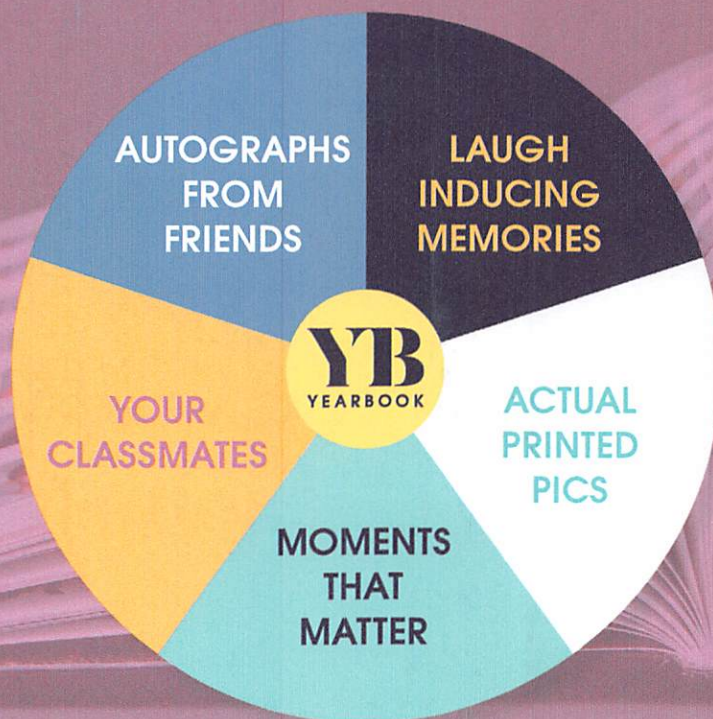 AUTOGRAPHS
FROM
FRIENDS
LAUGH
INDUCING
MEMORIES
YB
YEARBOOK
YOUR
CLASSMATES
ACTUAL
PRINTED
PICS
MOMENTS
THAT
MATTER